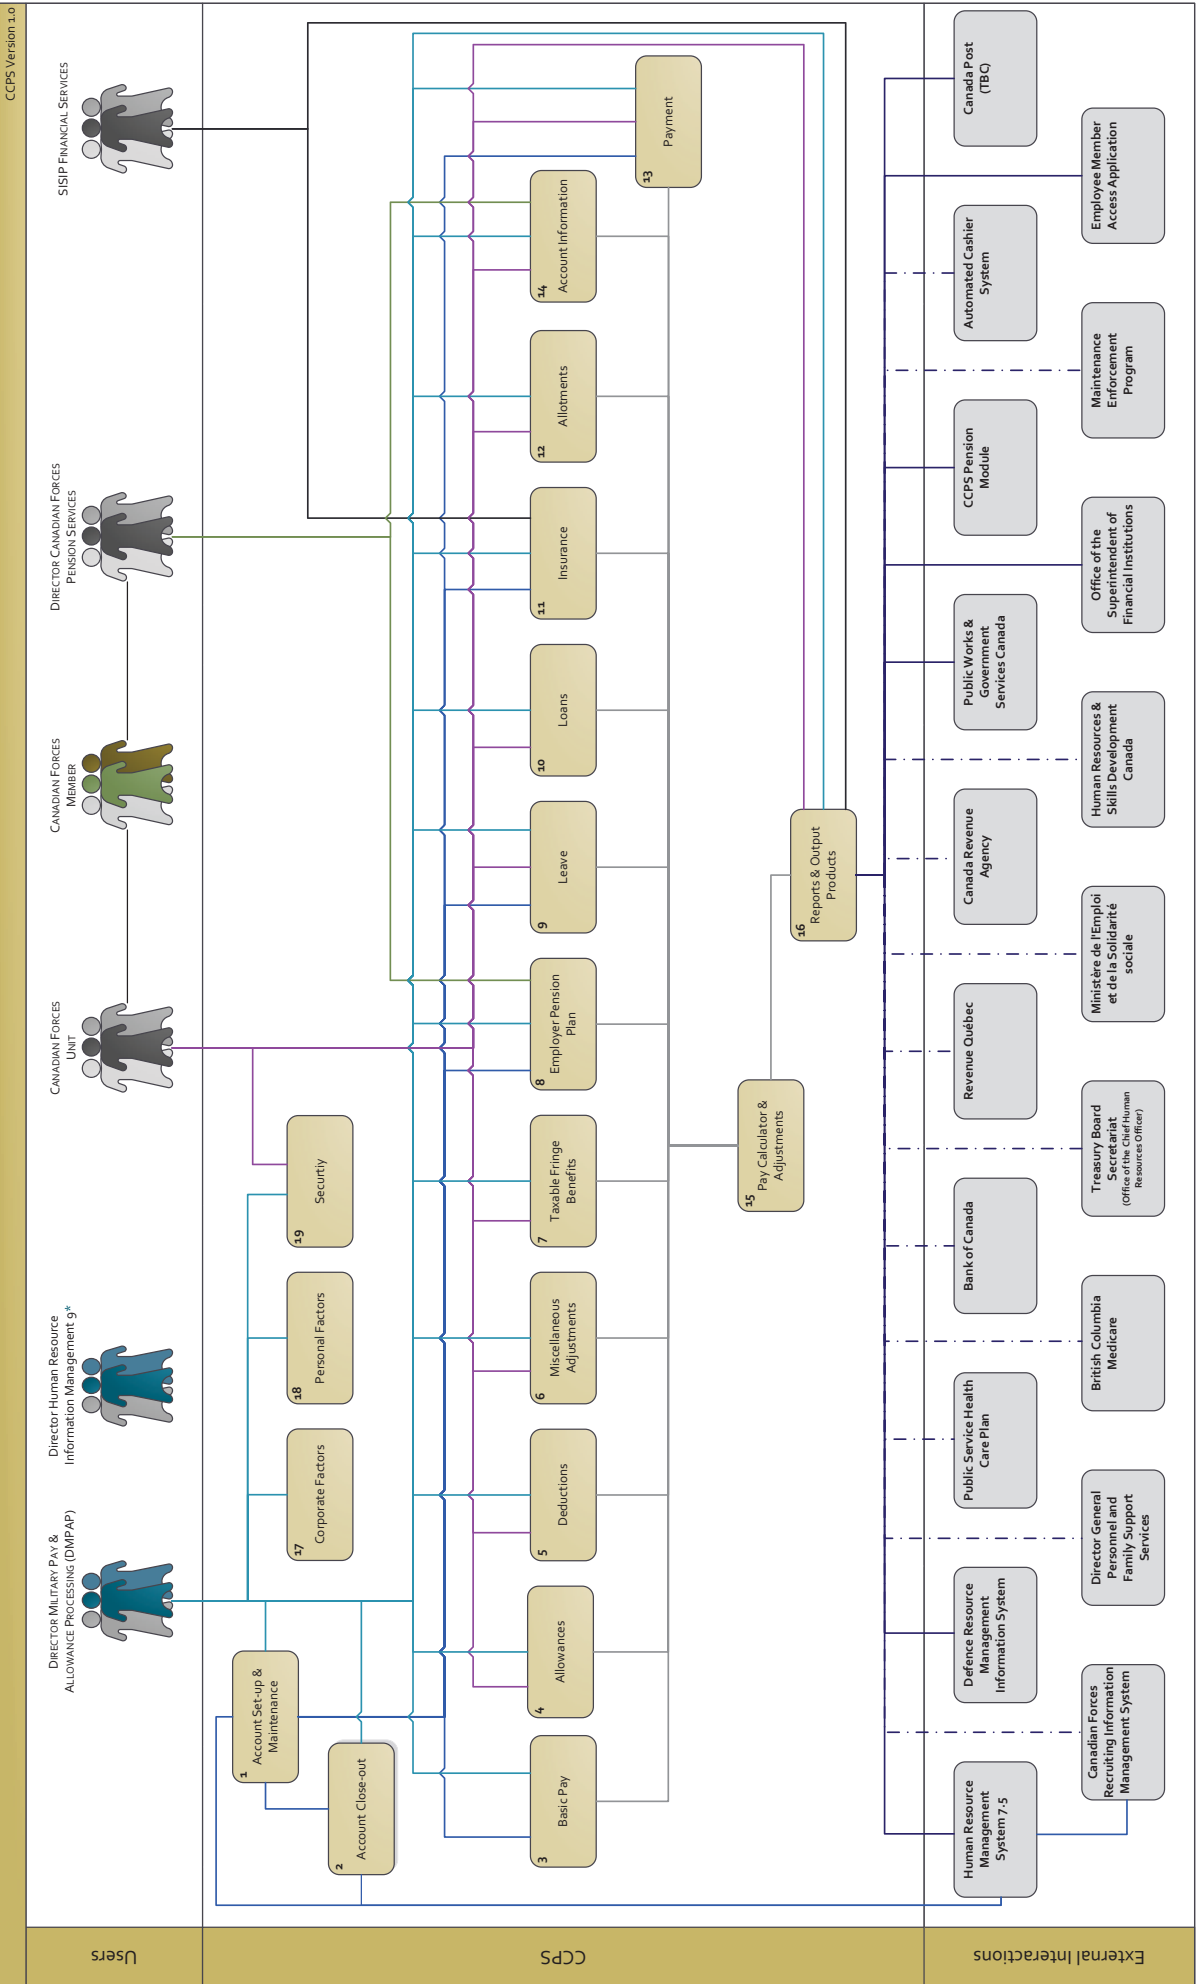 CCPS Version 1.0
Users
DIRECTOR MILITARY PAY &
ALLOWANCE PROCESSING (DMPAP)
Director Human Resource
Information Management 9*
CANADIAN FORCES
UNIT
CANADIAN FORCES
MEMBER
DIRECTOR CANADIAN FORCES
PENSION SERVICES
SISIP FINANCIAL SERVICES
CCPS
1
Account Set-up &
Maintenance
2
Account Close-out
17
Corporate Factors
18
Personal Factors
19
Securtiy
3
Basic Pay
4
Allowances
5
Deductions
6
Miscellaneous
Adjustments
7
Taxable Fringe
Benefits
8
Employer Pension
Plan
9
Leave
10
Loans
11
Insurance
12
Allotments
14
Account Information
13
Payment
15
Pay Calculator &
Adjustments
16
Reports & Output
Products
External Interactions
Human Resource
Management
System 7.5
Defence Resource
Management
Information System
Public Service Health
Care Plan
Bank of Canada
Revenue Québec
Canada Revenue
Agency
Public Works &
Government
Services Canada
CCPS Pension
Module
Automated Cashier
System
Canada Post
(TBC)
Canadian Forces
Recruiting Information
Management System
Director General
Personnel and
Family Support
Services
British Columbia
Medicare
Treasury Board
Secretariat
(Office of the Chief Human
Resources Officer)
Ministère de l'Emploi
et de la Solidarité
sociale
Human Resources &
Skills Development
Canada
Office of the
Superintendent of
Financial Institutions
Maintenance
Enforcement
Program
Employee Member
Access Application